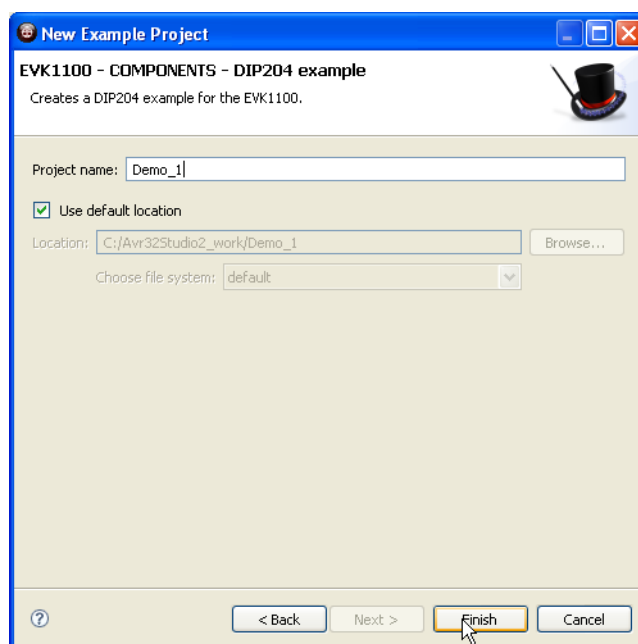 New Example Project
EVK1100 - COMPONENTS - DIP204 example
Creates a DIP204 example for the EVK1100.
Project name: Demo_1
Use default location
Location: C:/Avr32Studio2_work/Demo_1 Browse...
Choose file system: default
? < Back Next > Finish Cancel